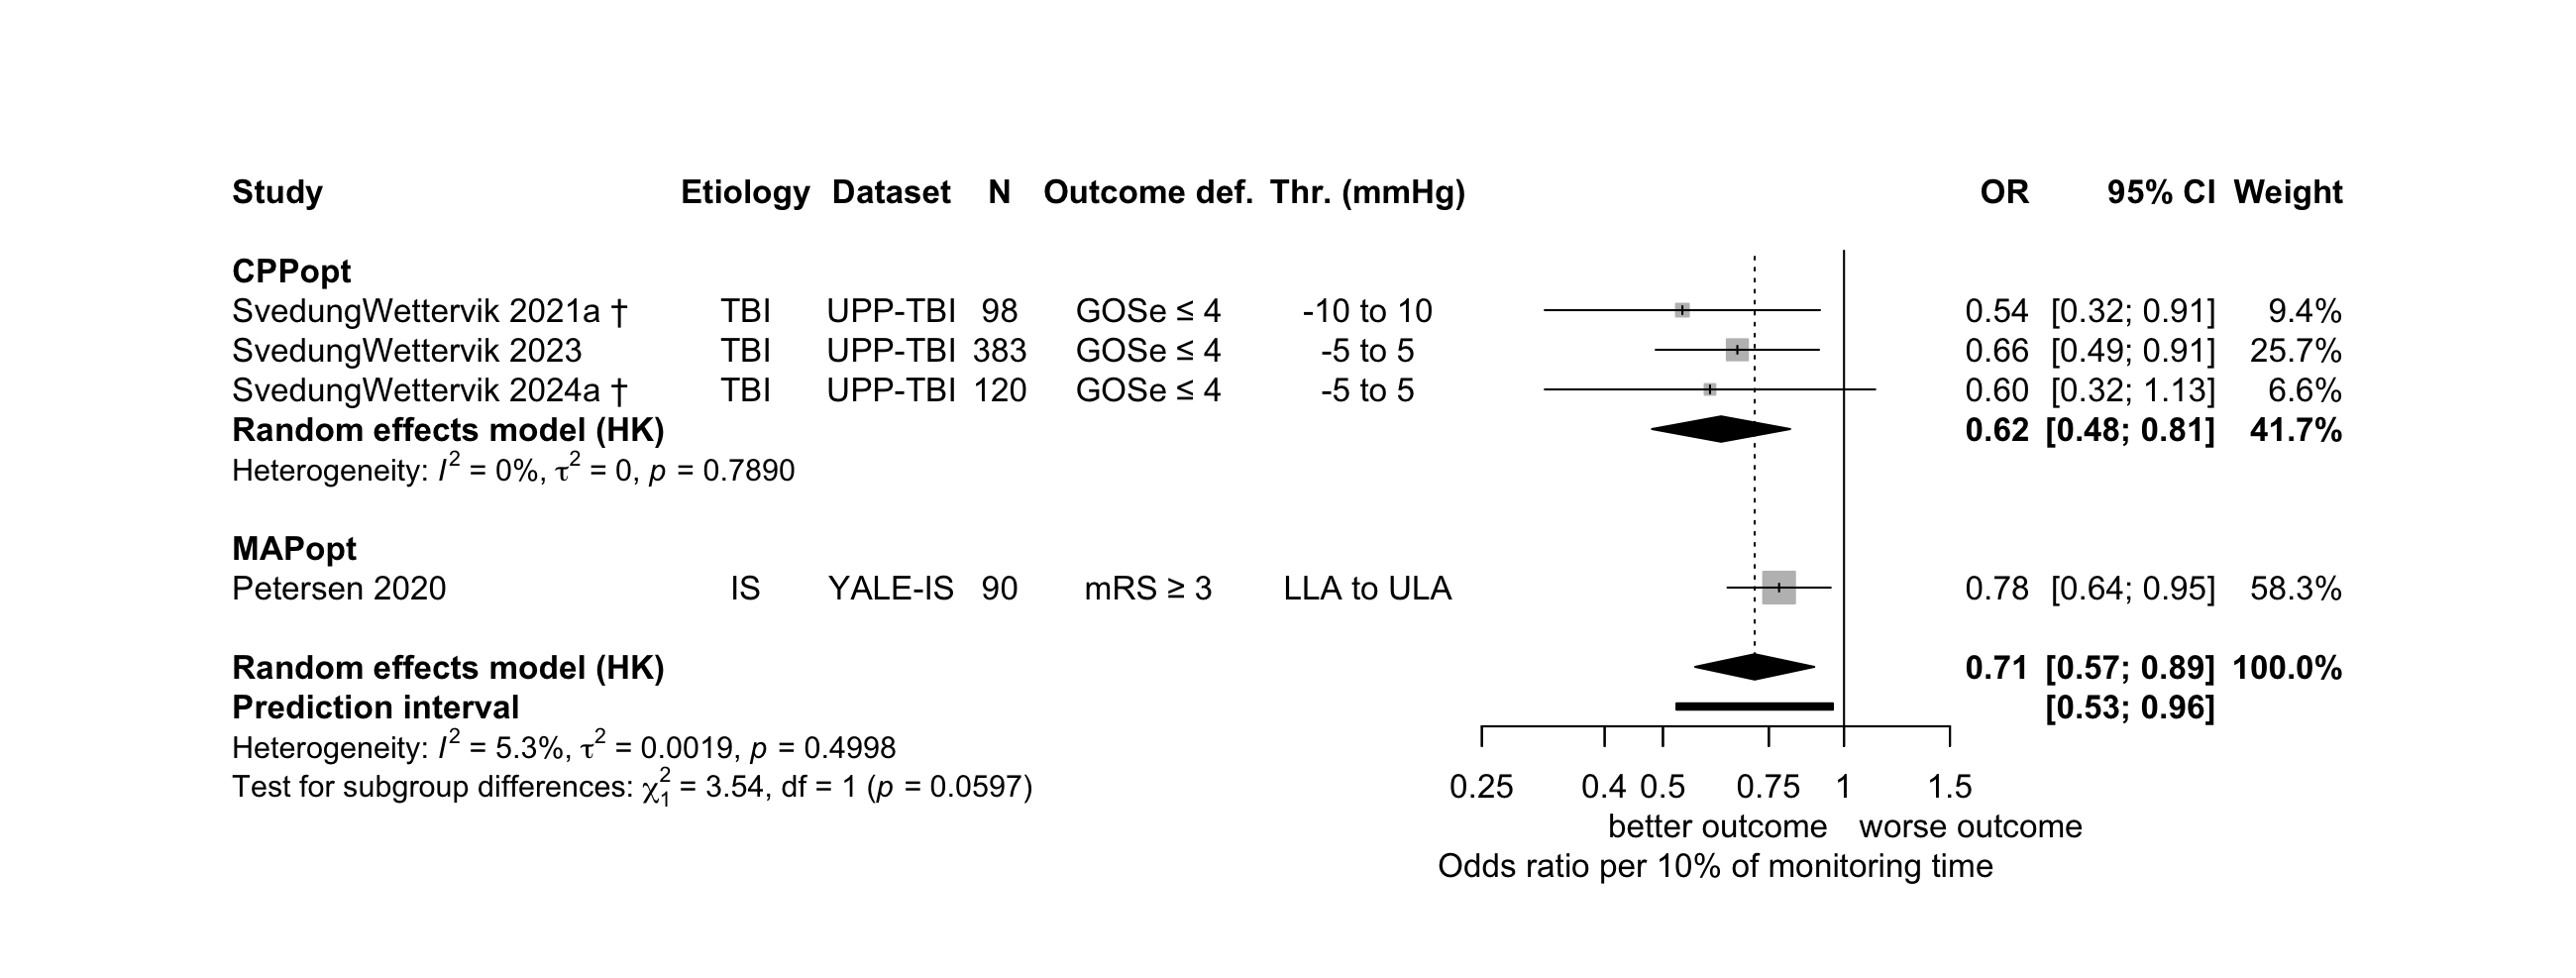 Study Etiology Dataset N Outcome def. Thr. (mmHg) OR 95% CI Weight
CPPopt
SvedungWettervik 2021a † TBI UPP-TBI 98 GOSe ≤ 4 -10 to 10 0.54 [0.32; 0.91] 9.4%
SvedungWettervik 2023 TBI UPP-TBI 383 GOSe ≤ 4 -5 to 5 0.66 [0.49; 0.91] 25.7%
SvedungWettervik 2024a † TBI UPP-TBI 120 GOSe ≤ 4 -5 to 5 0.60 [0.32; 1.13] 6.6%
Random effects model (HK) 0.62 [0.48; 0.81] 41.7%
Heterogeneity: I² = 0%, τ² = 0, p = 0.7890
MAPopt
Petersen 2020 IS YALE-IS 90 mRS ≥ 3 LLA to ULA 0.78 [0.64; 0.95] 58.3%
Random effects model (HK) 0.71 [0.57; 0.89] 100.0%
Prediction interval [0.53; 0.96]
Heterogeneity: I² = 5.3%, τ² = 0.0019, p = 0.4998
Test for subgroup differences: χ²₁ = 3.54, df = 1 (p = 0.0597)
0.25 0.4 0.5 0.75 1 1.5
better outcome worse outcome
Odds ratio per 10% of monitoring time